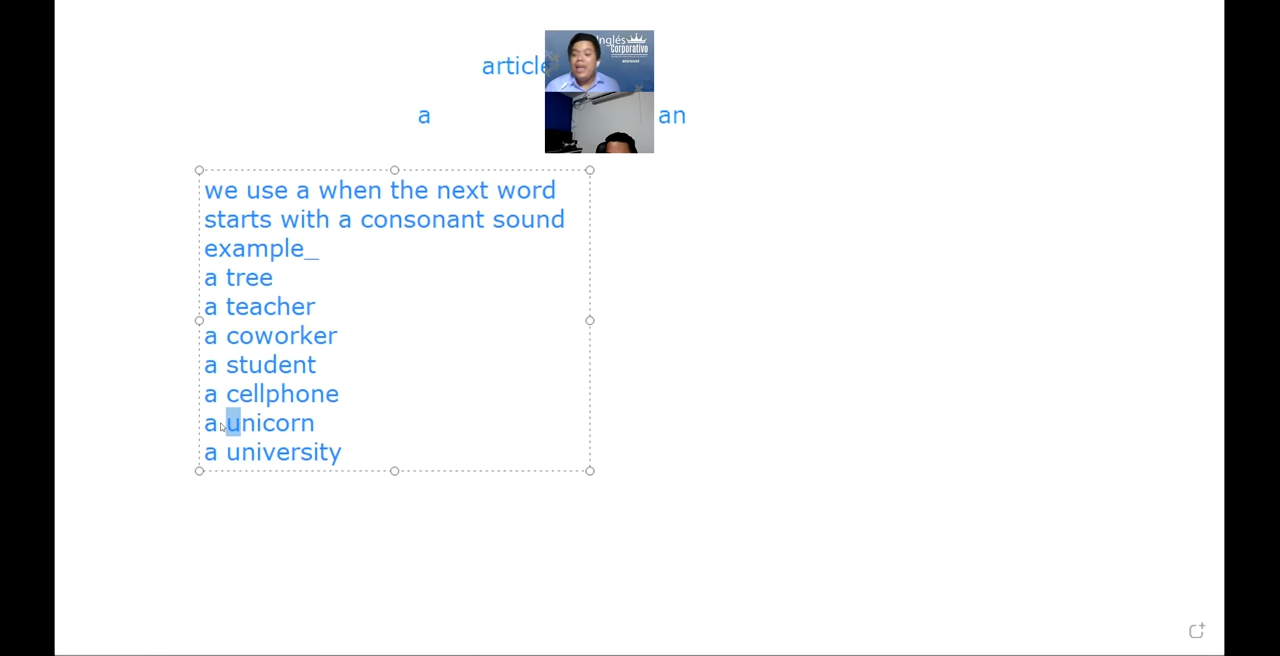 article
Inglés
Corporativo
a
an
we use a when the next word
starts with a consonant sound
example_
a tree
a teacher
a coworker
a student
a cellphone
a unicorn
a university